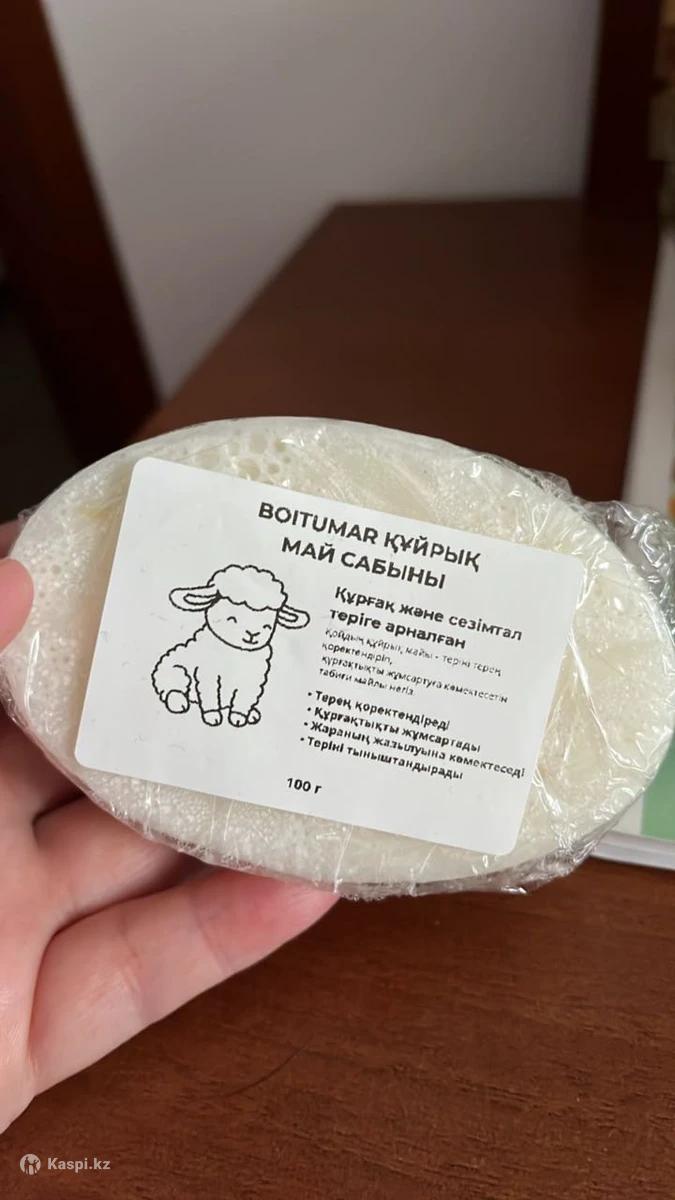 BOITUMAR ҚҰЙРЫҚ
МАЙ САБЫНЫ
Құрғақ және сезімтал
теріге арналған
Қойдың құйрық майы - теріні терең
қоректендіріп,
құрғақтықты жұмсартуға көмектесетін
табиғи майлы негіз.
• Терең қоректендіреді
• Құрғақтықты жұмсартады
• Жараның жазылуына көмектеседі
• Теріні тыныштандырады
100 г
Kaspi.kz